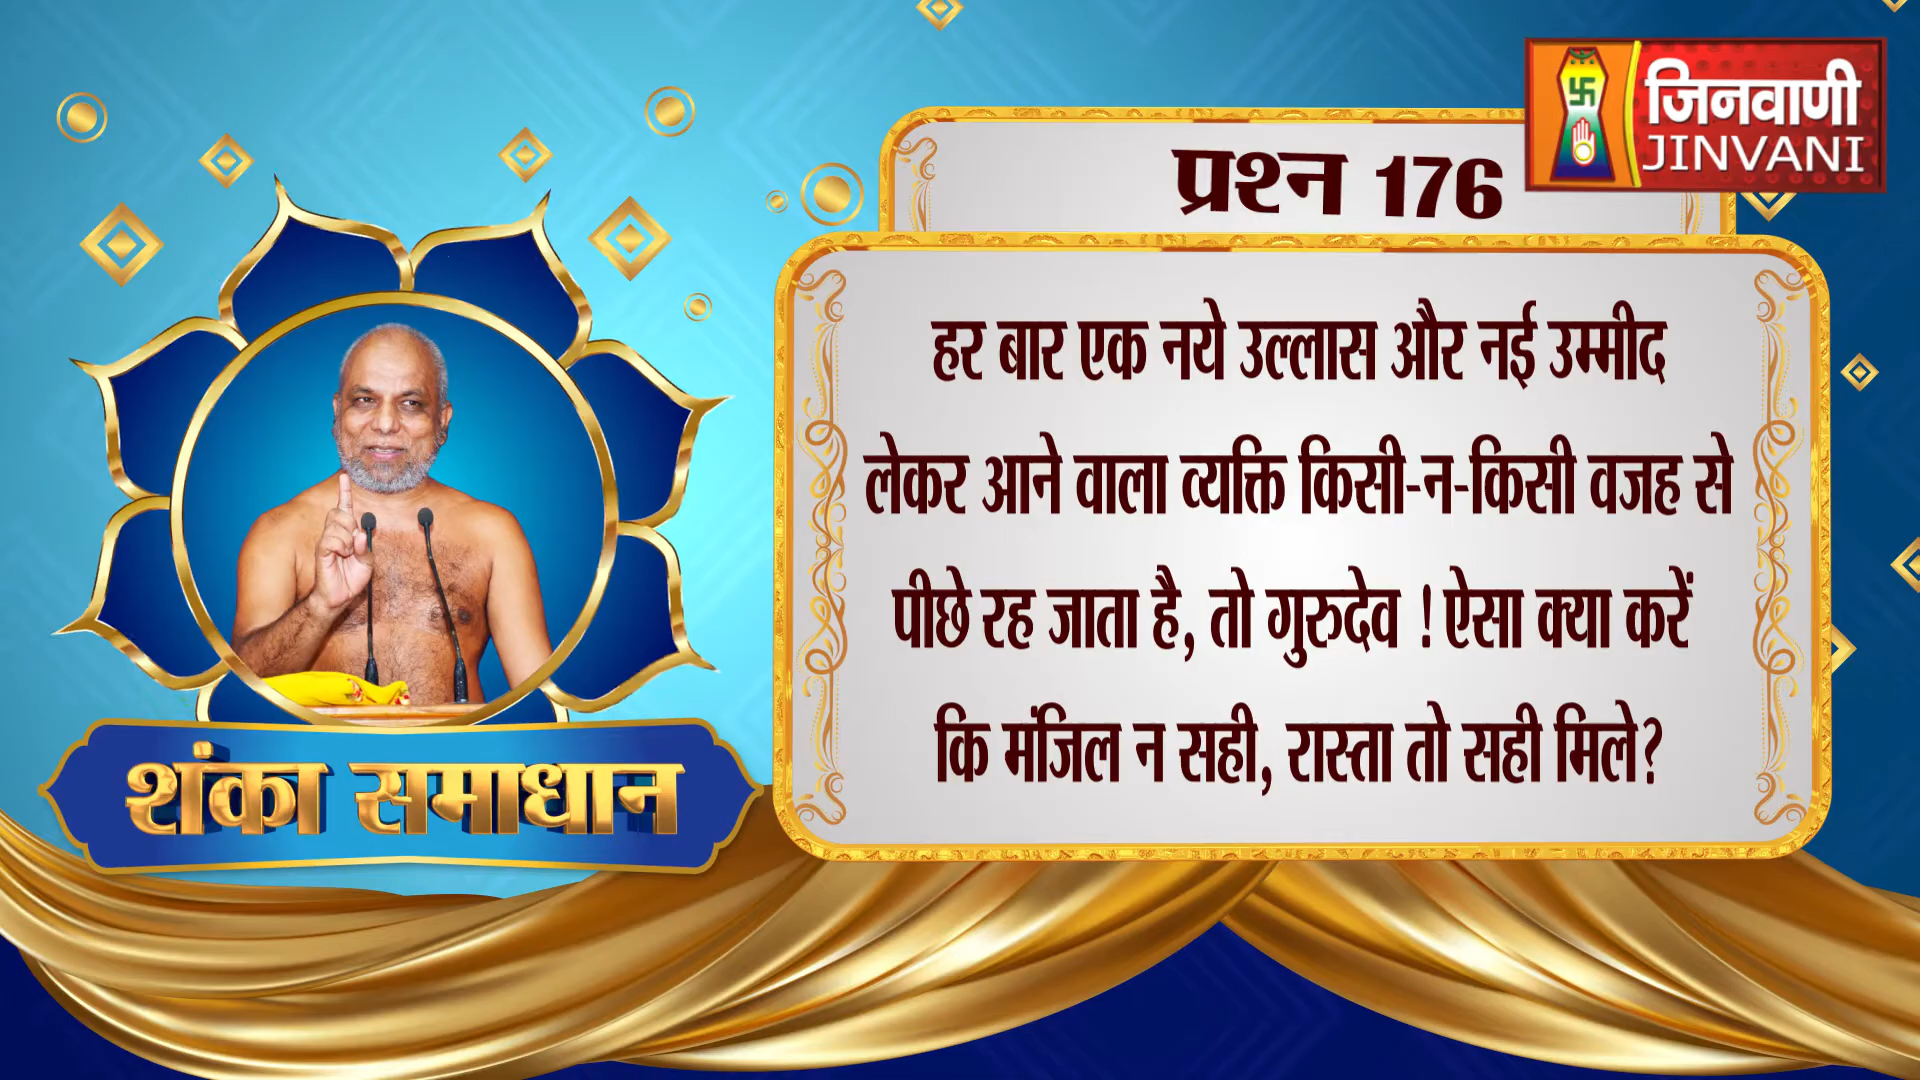 जिनवाणी
JINVANI
प्रश्न 176
हर बार एक नये उल्लास और नई उम्मीद
लेकर आने वाला व्यक्ति किसी-न-किसी वजह से
पीछे रह जाता है, तो गुरुदेव ! ऐसा क्या करें
कि मंजिल न सही, रास्ता तो सही मिले?
शंका समाधान